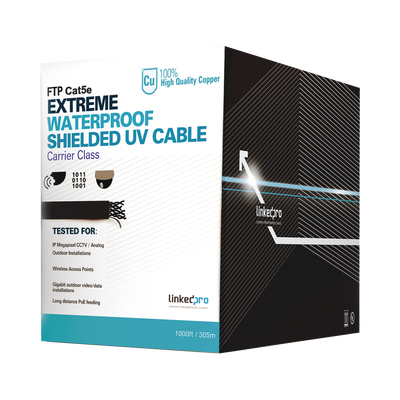 100%
High Quality Copper
Cu
FTP Cat5e
EXTREME
WATERPROOF
SHIELDED UV CABLE
Carrier Class
1011
0110
1001
TESTED FOR:
IP Megapixel CCTV / Analog
Outdoor Installations
Wireless Access Points
Gigabit outdoor video/data
installations
Long distance PoE feeding
linkedpro
1000ft / 305m
linkedpro